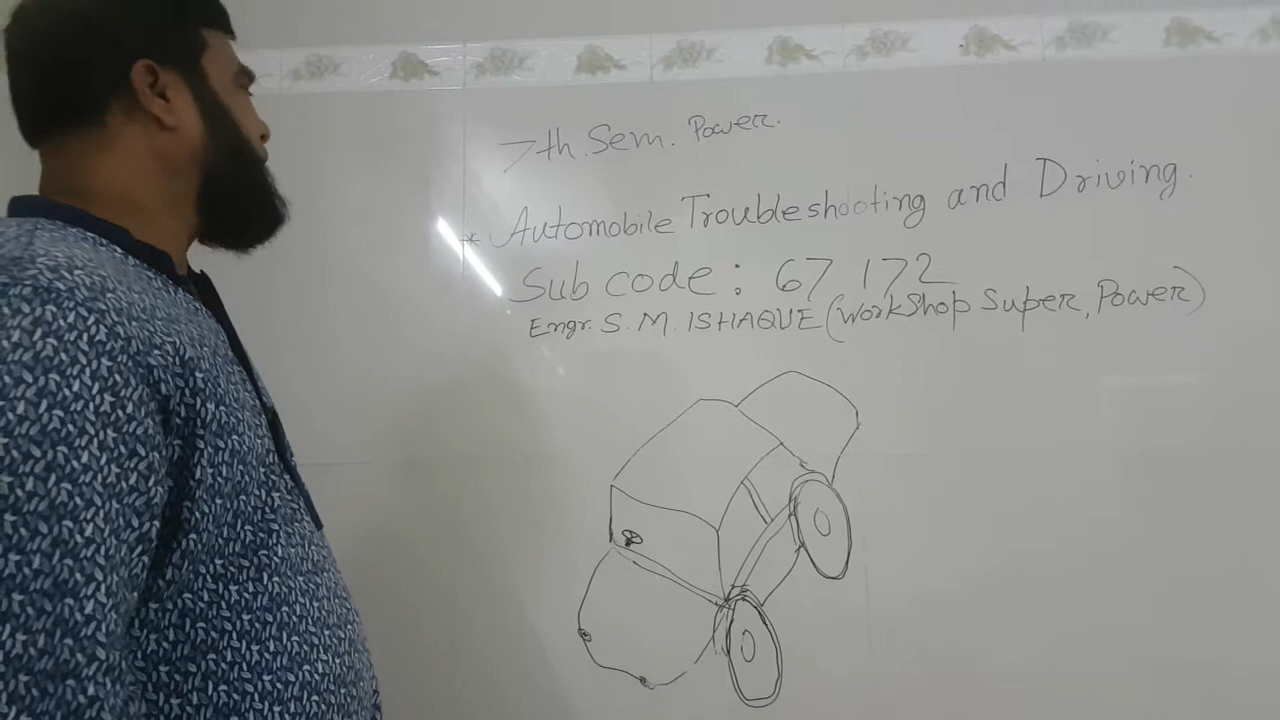 7th. Sem. Power.
* Automobile Troubleshooting and Driving.
Sub code: 67172
Engr. S. M. ISHAQUE (Workshop Super, Power)